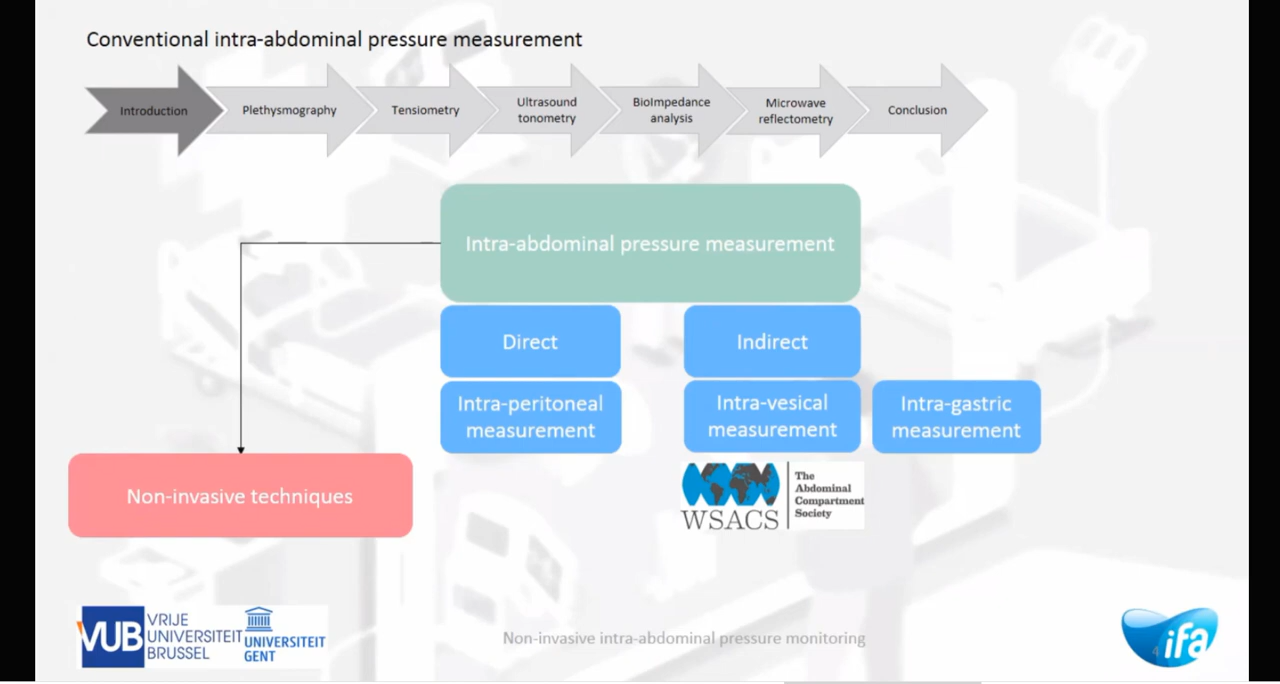 Conventional intra-abdominal pressure measurement
Introduction
Plethysmography
Tensiometry
Ultrasound
tonometry
BioImpedance
analysis
Microwave
reflectometry
Conclusion
Intra-abdominal pressure measurement
Direct
Indirect
Intra-peritoneal
measurement
Intra-vesical
measurement
Intra-gastric
measurement
Non-invasive techniques
WSACS
The
Abdominal
Compartment
Society
VUB
VRIJE
UNIVERSITEIT
BRUSSEL
UNIVERSITEIT
GENT
Non-invasive intra-abdominal pressure monitoring
4
ifa